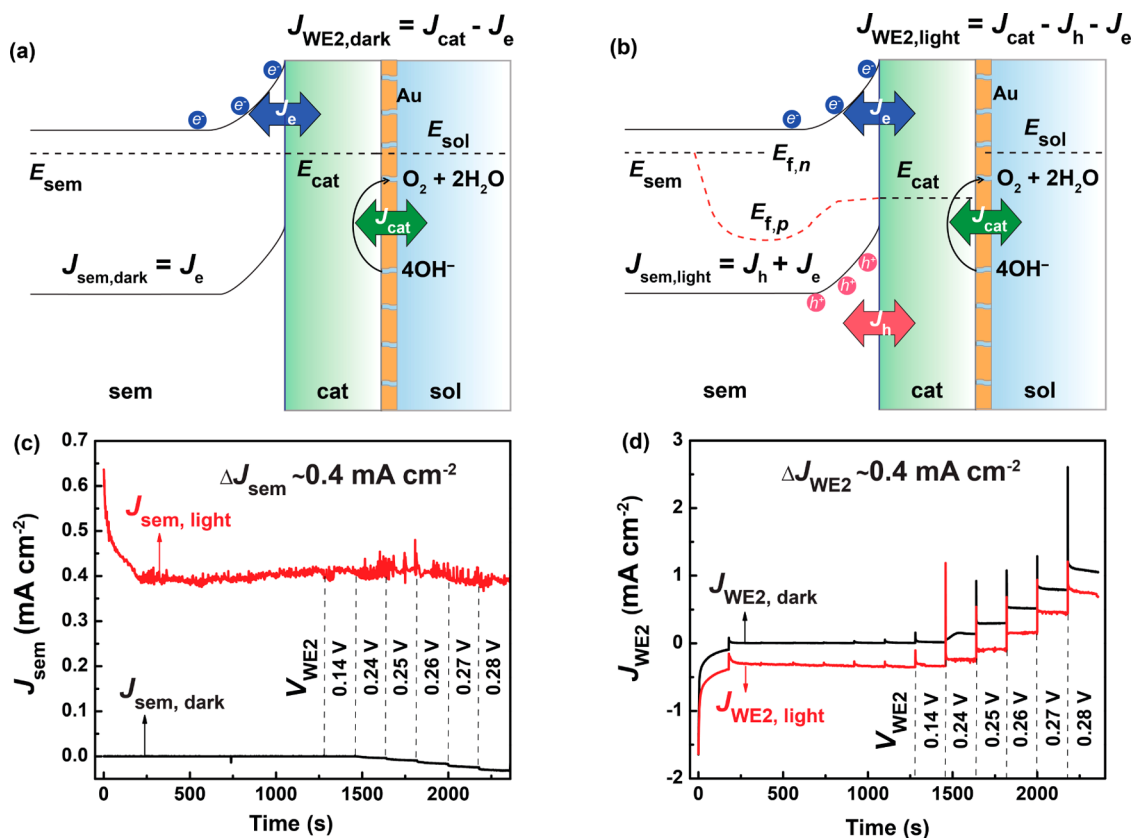 (a)
J_WE2,dark = J_cat - J_e
e-
e-
e-
J_e
Au
E_sol
E_sem
E_cat
O₂ + 2H₂O
J_cat
J_sem,dark = J_e
4OH⁻
sem
cat
sol
(b)
J_WE2,light = J_cat - J_h - J_e
e-
e-
e-
J_e
Au
E_sol
E_f,n
E_sem
E_cat
O₂ + 2H₂O
E_f,p
J_cat
J_sem,light = J_h + J_e
4OH⁻
h+
h+
h+
J_h
sem
cat
sol
(c)
ΔJ_sem ~0.4 mA cm⁻²
J_sem, light
J_sem, dark
V_WE2
0.14 V
0.24 V
0.25 V
0.26 V
0.27 V
0.28 V
J_sem (mA cm⁻²)
0.7
0.6
0.5
0.4
0.3
0.2
0.1
0.0
0
500
1000
1500
2000
Time (s)
(d)
ΔJ_WE2 ~0.4 mA cm⁻²
J_WE2, dark
J_WE2, light
V_WE2
0.14 V
0.24 V
0.25 V
0.26 V
0.27 V
0.28 V
J_WE2 (mA cm⁻²)
3
2
1
0
-1
-2
0
500
1000
1500
2000
Time (s)